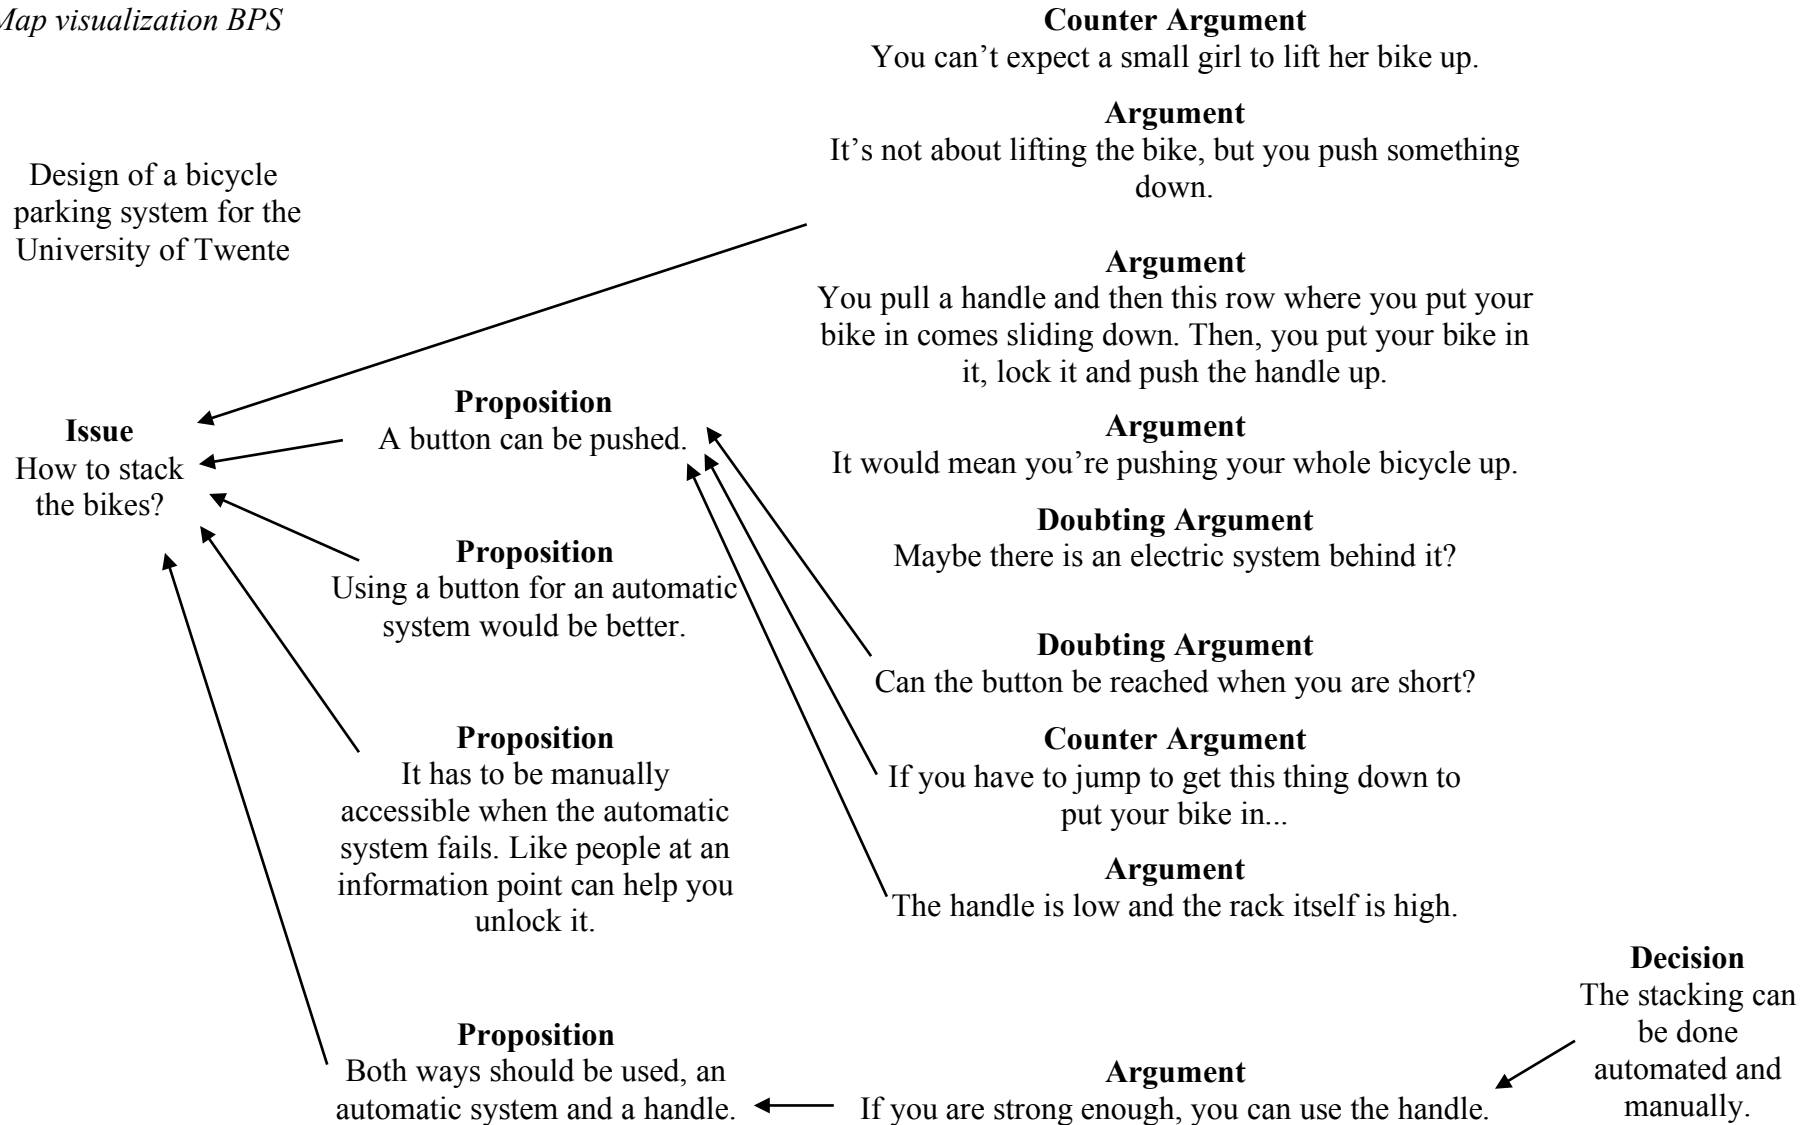 Map visualization BPS
Design of a bicycle
parking system for the
University of Twente
Issue
How to stack
the bikes?
Proposition
A button can be pushed.
Proposition
Using a button for an automatic
system would be better.
Proposition
It has to be manually
accessible when the automatic
system fails. Like people at an
information point can help you
unlock it.
Proposition
Both ways should be used, an
automatic system and a handle.
Counter Argument
You can’t expect a small girl to lift her bike up.
Argument
It’s not about lifting the bike, but you push something
down.
Argument
You pull a handle and then this row where you put your
bike in comes sliding down. Then, you put your bike in
it, lock it and push the handle up.
Argument
It would mean you’re pushing your whole bicycle up.
Doubting Argument
Maybe there is an electric system behind it?
Doubting Argument
Can the button be reached when you are short?
Counter Argument
If you have to jump to get this thing down to
put your bike in...
Argument
The handle is low and the rack itself is high.
Argument
If you are strong enough, you can use the handle.
Decision
The stacking can
be done
automated and
manually.